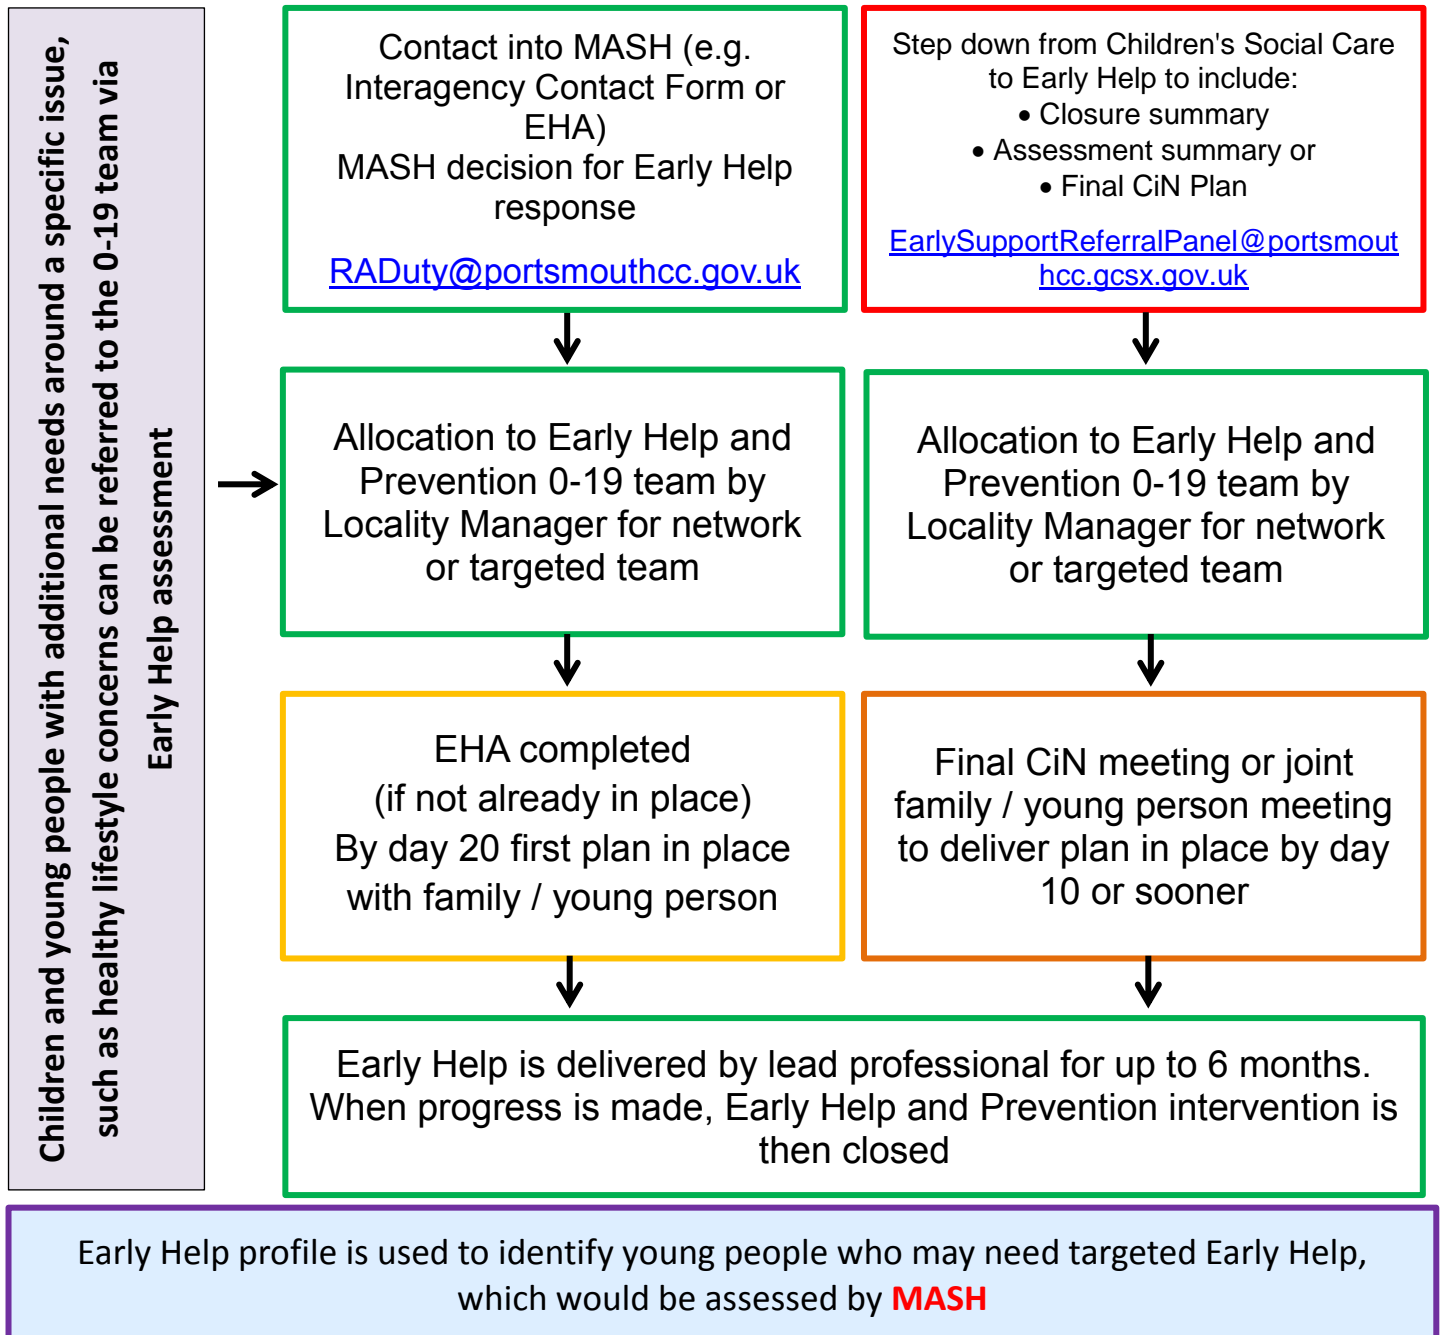 Children and young people with additional needs around a specific issue,
such as healthy lifestyle concerns can be referred to the 0-19 team via
Early Help assessment
Contact into MASH (e.g.
Interagency Contact Form or
EHA)
MASH decision for Early Help
response
RADuty@portsmouthcc.gov.uk
Step down from Children's Social Care
to Early Help to include:
• Closure summary
• Assessment summary or
• Final CiN Plan
EarlySupportReferralPanel@portsmout
hcc.gcsx.gov.uk
Allocation to Early Help and
Prevention 0-19 team by
Locality Manager for network
or targeted team
Allocation to Early Help and
Prevention 0-19 team by
Locality Manager for network
or targeted team
EHA completed
(if not already in place)
By day 20 first plan in place
with family / young person
Final CiN meeting or joint
family / young person meeting
to deliver plan in place by day
10 or sooner
Early Help is delivered by lead professional for up to 6 months.
When progress is made, Early Help and Prevention intervention is
then closed
Early Help profile is used to identify young people who may need targeted Early Help,
which would be assessed by MASH